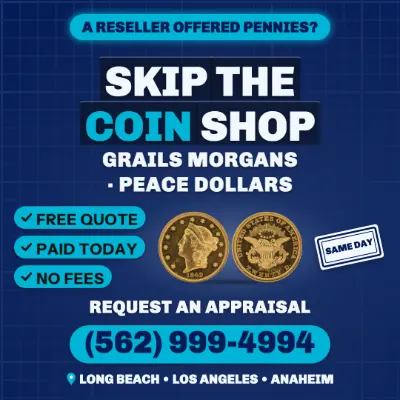 A RESELLER OFFERED PENNIES?
SKIP THE
COIN SHOP
GRAILS MORGANS
· PEACE DOLLARS
FREE QUOTE
PAID TODAY
NO FEES
SAME DAY
REQUEST AN APPRAISAL
(562) 999-4994
LONG BEACH • LOS ANGELES • ANAHEIM